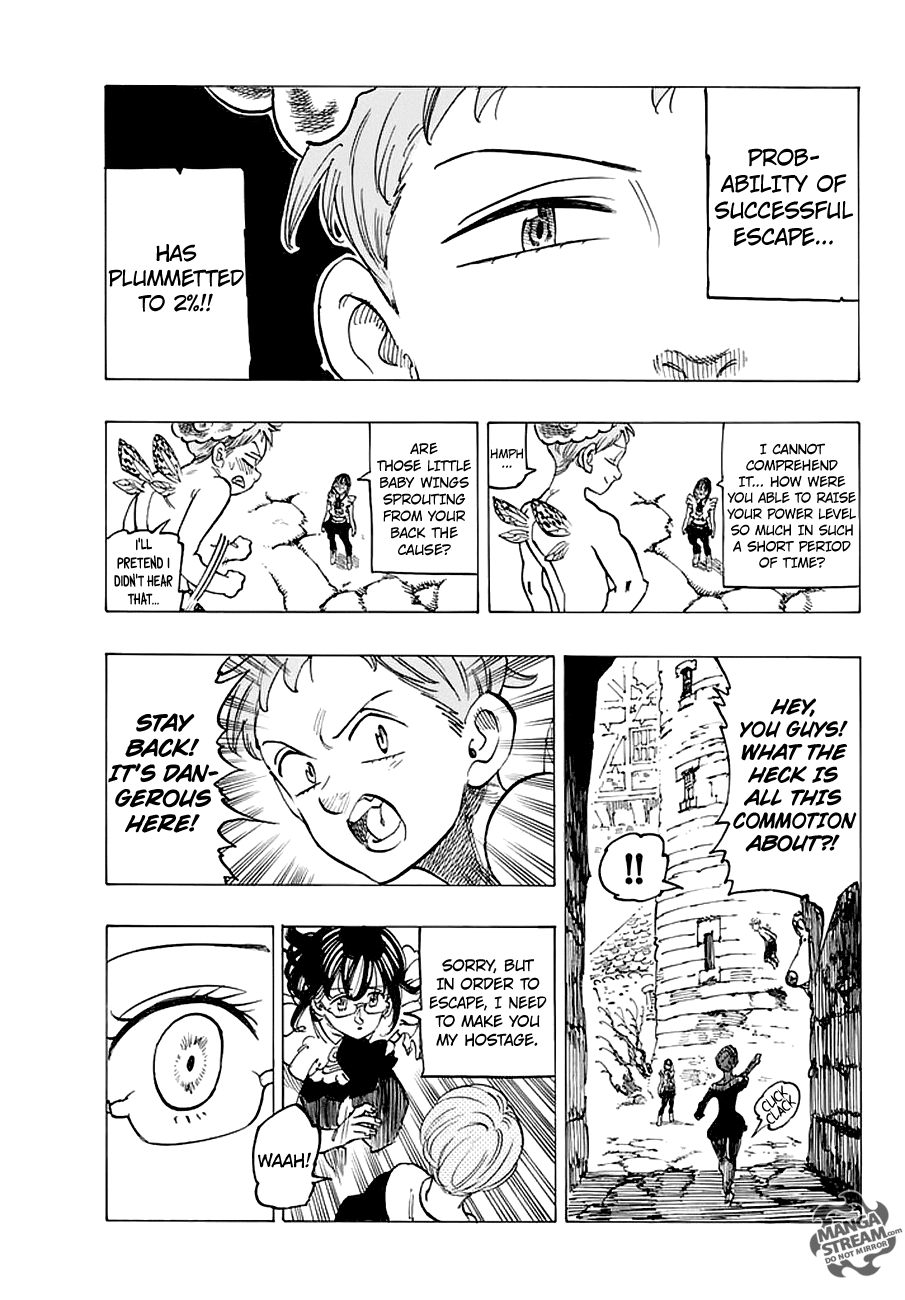 PROB-
ABILITY OF
SUCCESSFUL
ESCAPE...
HAS
PLUMMETTED
TO 2%!!
I CANNOT
COMPREHEND
IT... HOW WERE
YOU ABLE TO RAISE
YOUR POWER LEVEL
SO MUCH IN SUCH
A SHORT PERIOD
OF TIME?
HMPH
...
ARE
THOSE LITTLE
BABY WINGS
SPROUTING
FROM YOUR
BACK THE
CAUSE?
I'LL
PRETEND I
DIDN'T HEAR
THAT...
HEY,
YOU GUYS!
WHAT THE
HECK IS
ALL THIS
COMMOTION
ABOUT?!
!!
CLICK
CLACK
STAY
BACK!
IT'S DAN-
GEROUS
HERE!
SORRY, BUT
IN ORDER TO
ESCAPE, I NEED
TO MAKE YOU
MY HOSTAGE.
WAAH!
MANGA
STREAM.com
DO NOT MIRROR